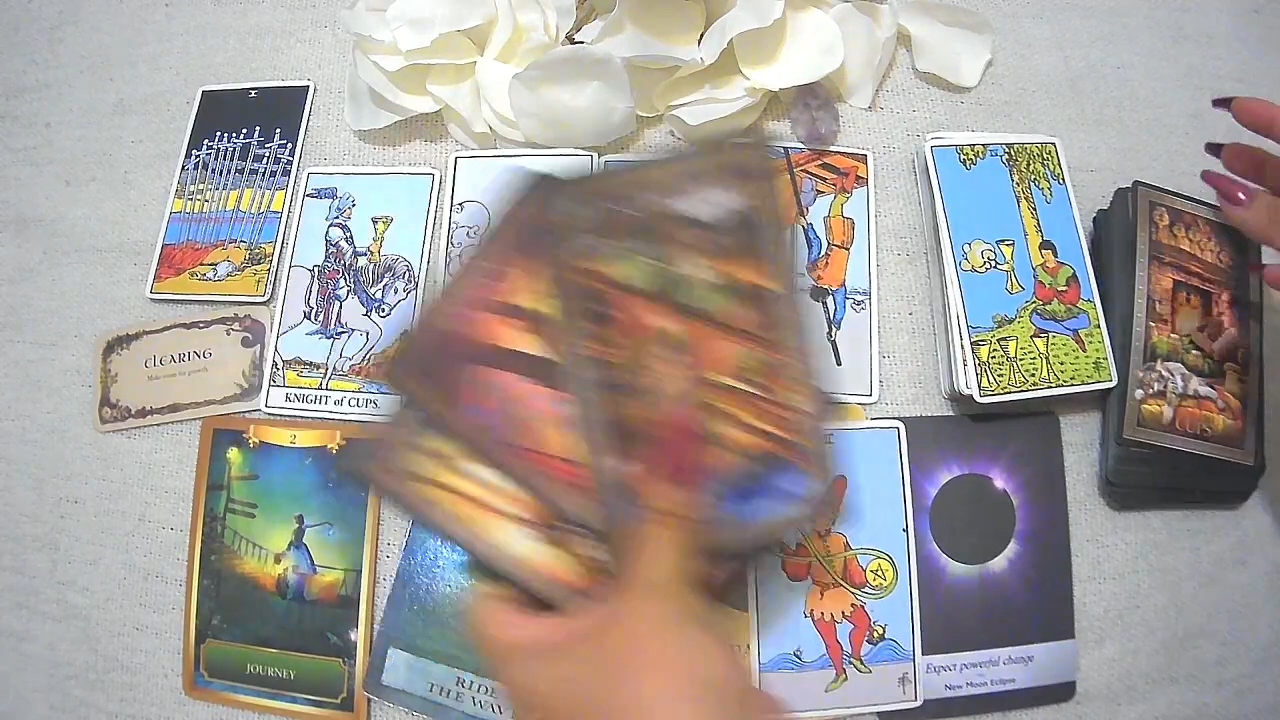 X
IV
CLEARING
Make room for growth
KNIGHT of CUPS.
CUPS
2
JOURNEY
RIDE
THE WAV
Expect powerful change
New Moon Eclipse